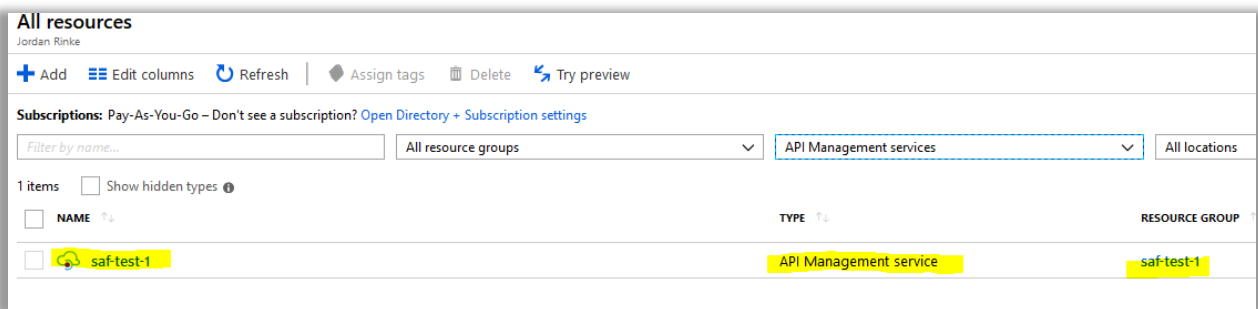 All resources
Jordan Rinke
Add Edit columns Refresh Assign tags Delete Try preview
Subscriptions: Pay-As-You-Go – Don't see a subscription? Open Directory + Subscription settings
Filter by name... All resource groups API Management services All locations
1 items Show hidden types
NAME TYPE RESOURCE GROUP
saf-test-1 API Management service saf-test-1